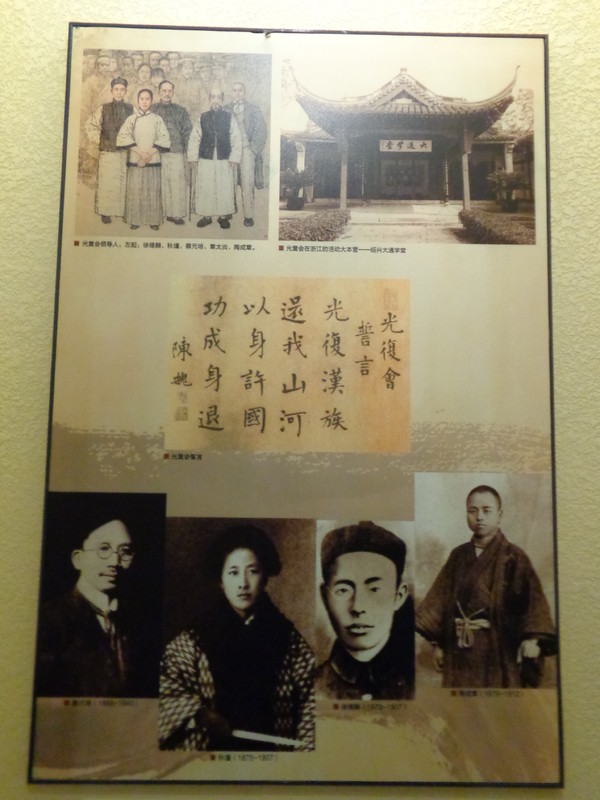 ■ 光复会领导人，左起：徐锡麟、秋瑾、蔡元培、章太炎、陶成章。
大通学堂
■ 光复会在浙江的活动大本营——绍兴大通学堂
光復會
誓言
光復漢族
還我山河
以身許國
功成身退
陳魏
■ 光复会誓言
■ 蔡元培（1868-1940）
■ 秋瑾（1875-1907）
■ 徐锡麟（1873-1907）
■ 陶成章（1878-1912）